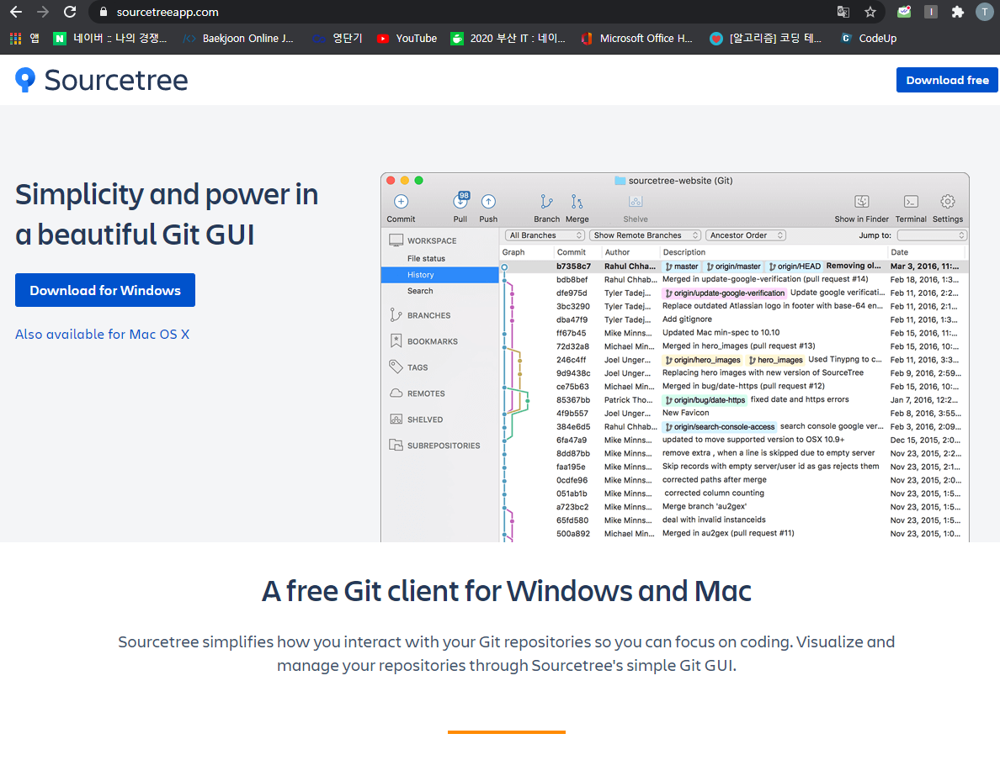 sourcetreeapp.com
I
T
앱
N
네이버 :: 나의 경쟁...
Baekjoon Online J...
영단기
YouTube
2020 부산 IT : 네이...
Microsoft Office H...
[알고리즘] 코딩 테...
CodeUp
Sourcetree
Download free
Simplicity and power in
a beautiful Git GUI
Download for Windows
Also available for Mac OS X
sourcetree-website (Git)
98
Commit Pull Push Branch Merge Shelve Show in Finder Terminal Settings
WORKSPACE
File status
History
Search
BRANCHES
BOOKMARKS
TAGS
REMOTES
SHELVED
SUBREPOSITORIES
All Branches Show Remote Branches Ancestor Order Jump to:
Graph Commit Author Description Date
b7358c7 Rahul Chha... master origin/master origin/HEAD Removing ol... Mar 3, 2016, 11:...
bdb8bef Rahul Chhab... Merged in update-google-verification (pull request #14) Feb 18, 2016, 1:3...
dfe975d Tyler Tadej... origin/update-google-verification Update google verificati... Feb 11, 2016, 2:2...
3bc3290 Tyler Tadej... Replace outdated Atlassian logo in footer with base-64 en... Feb 11, 2016, 2:1...
dba47f9 Tyler Tadej... Add gitignore Feb 11, 2016, 1:3...
ff67b45 Mike Minns... Updated Mac min-spec to 10.10 Feb 15, 2016, 11:...
72d32a8 Michael Min... Merged in hero_images (pull request #13) Feb 15, 2016, 10:...
246c4ff Joel Unger... origin/hero_images hero_images Used Tinypng to c... Feb 11, 2016, 3:3...
9d9438c Joel Unger... Replacing hero images with new version of SourceTree Feb 9, 2016, 2:59...
ce75b63 Michael Min... Merged in bug/date-https (pull request #12) Feb 15, 2016, 10:...
85367bb Patrick Tho... origin/bug/date-https fixed date and https errors Jan 7, 2016, 12:2...
4f9b557 Joel Unger... New Favicon Feb 8, 2016, 3:55...
384e6d5 Rahul Chhab... origin/search-console-access search console google ver... Feb 3, 2016, 2:09...
6fa47a9 Mike Minns... updated to move supported version to OSX 10.9+ Dec 15, 2015, 2:0...
8dd87bb Mike Minns... remove extra , when a line is skipped due to empty server Nov 23, 2015, 2:2...
faa195e Mike Minns... Skip records with empty server/user id as gas rejects them Nov 23, 2015, 2:1...
0cdfe96 Mike Minns... corrected paths after merge Nov 23, 2015, 2:0...
051ab1b Mike Minns... corrected column counting Nov 23, 2015, 1:5...
a723bc2 Mike Minns... Merge branch 'au2gex' Nov 23, 2015, 1:5...
65fd580 Mike Minns... deal with invalid instanceids Nov 23, 2015, 1:5...
500a892 Michael Min... Merged in au2gex (pull request #11) Nov 23, 2015, 1:0...
A free Git client for Windows and Mac
Sourcetree simplifies how you interact with your Git repositories so you can focus on coding. Visualize and
manage your repositories through Sourcetree's simple Git GUI.